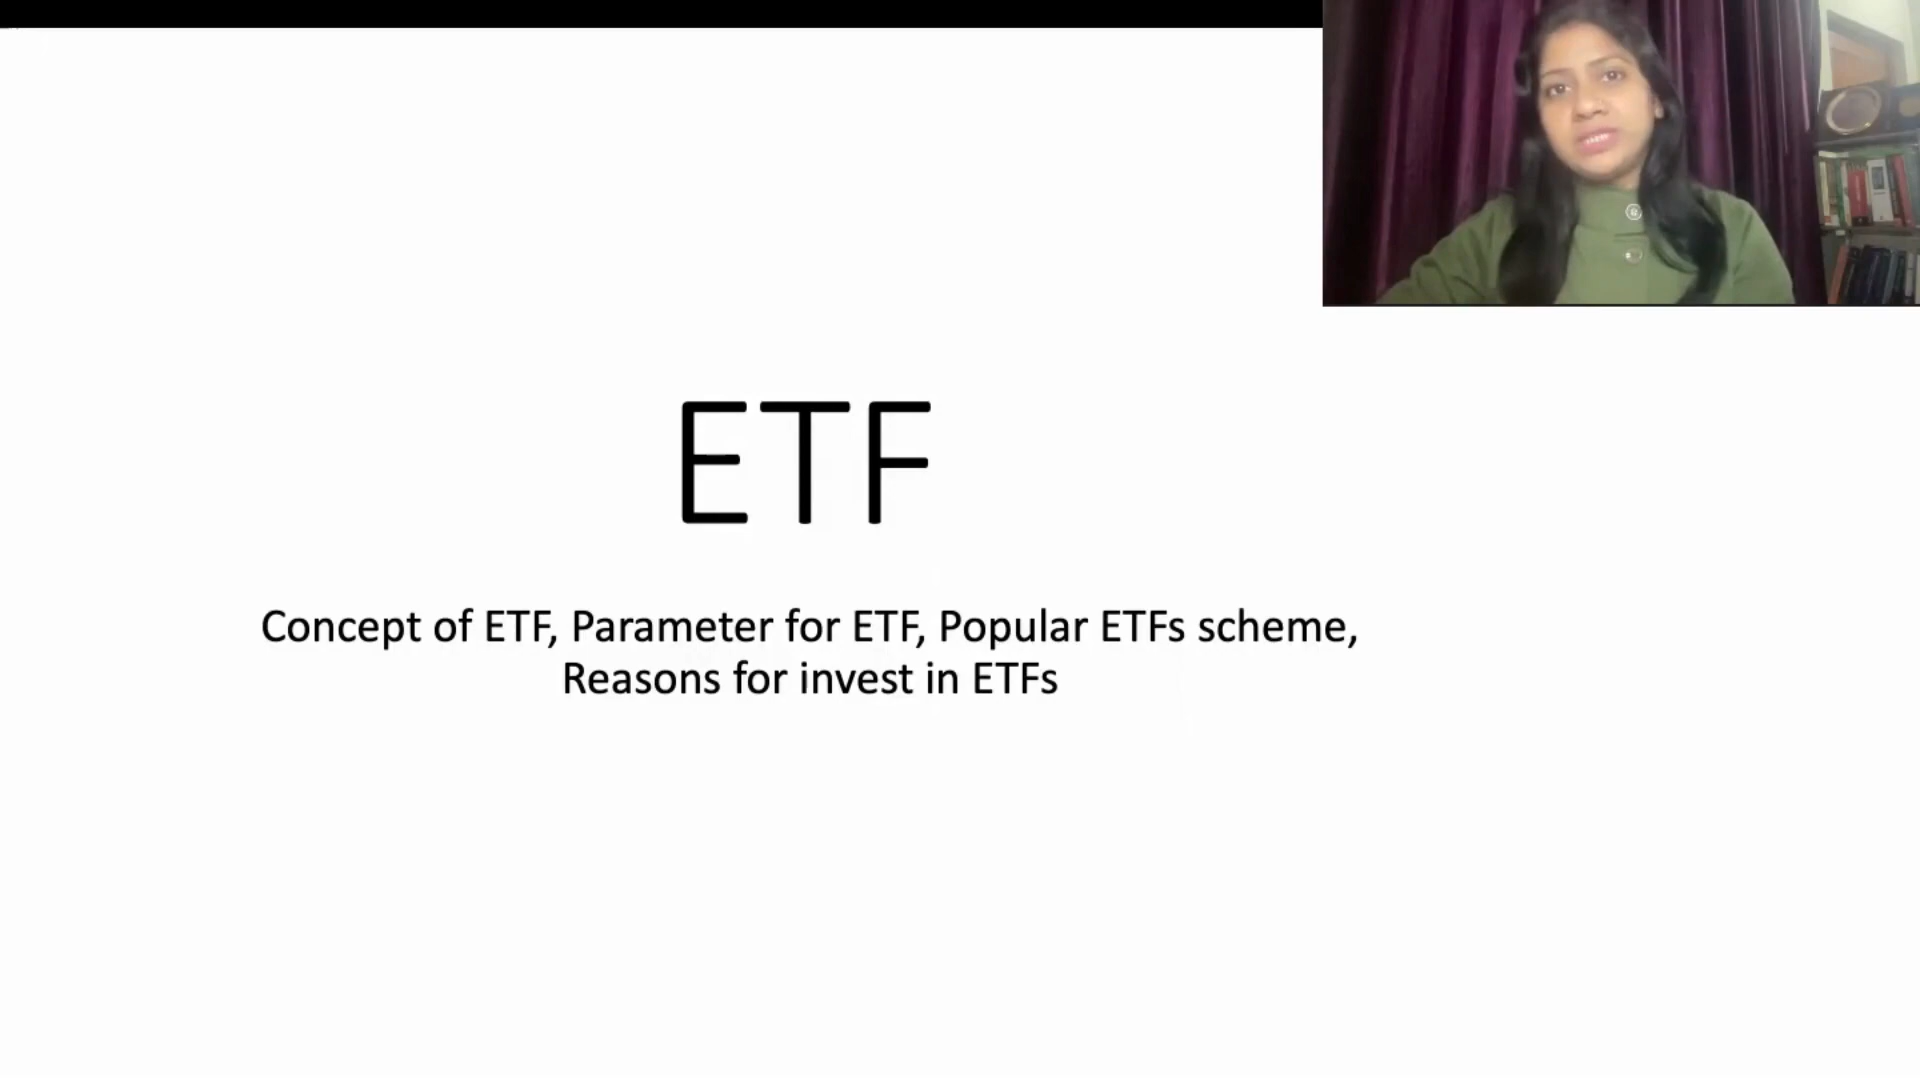 ETF
Concept of ETF, Parameter for ETF, Popular ETFs scheme,
Reasons for invest in ETFs